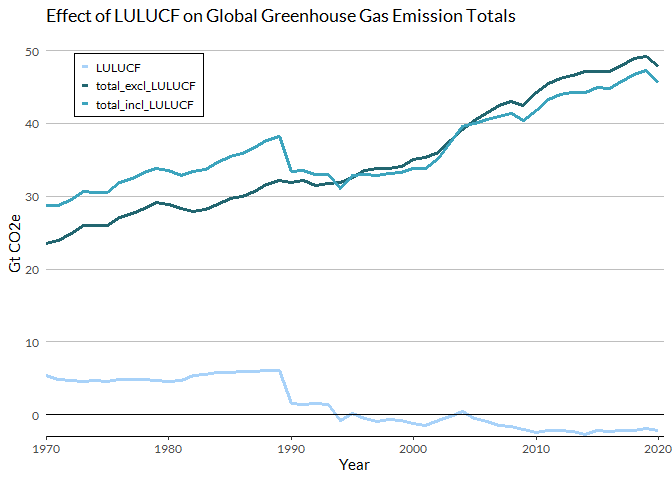 Effect of LULUCF on Global Greenhouse Gas Emission Totals
LULUCF
total_excl_LULUCF
total_incl_LULUCF
Gt CO2e
50
40
30
20
10
0
1970 1980 1990 2000 2010 2020
Year